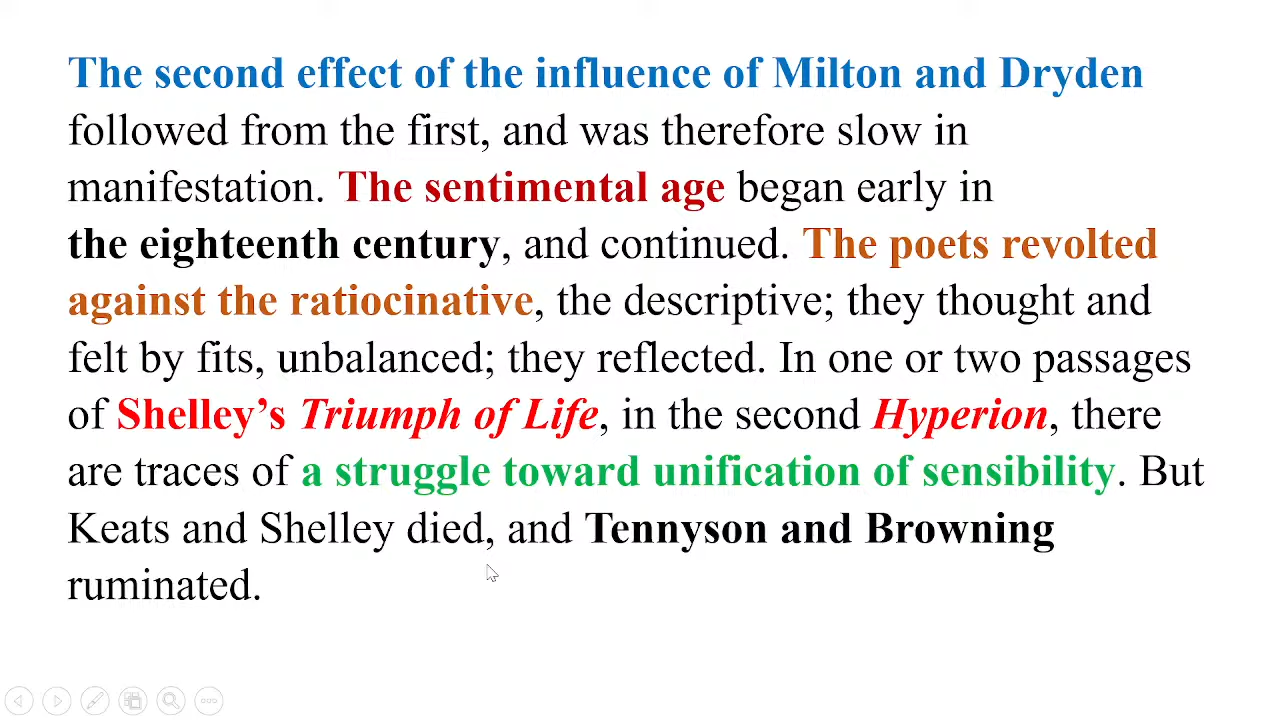 The second effect of the influence of Milton and Dryden
followed from the first, and was therefore slow in
manifestation. The sentimental age began early in
the eighteenth century, and continued. The poets revolted
against the ratiocinative, the descriptive; they thought and
felt by fits, unbalanced; they reflected. In one or two passages
of Shelley’s Triumph of Life, in the second Hyperion, there
are traces of a struggle toward unification of sensibility. But
Keats and Shelley died, and Tennyson and Browning
ruminated.